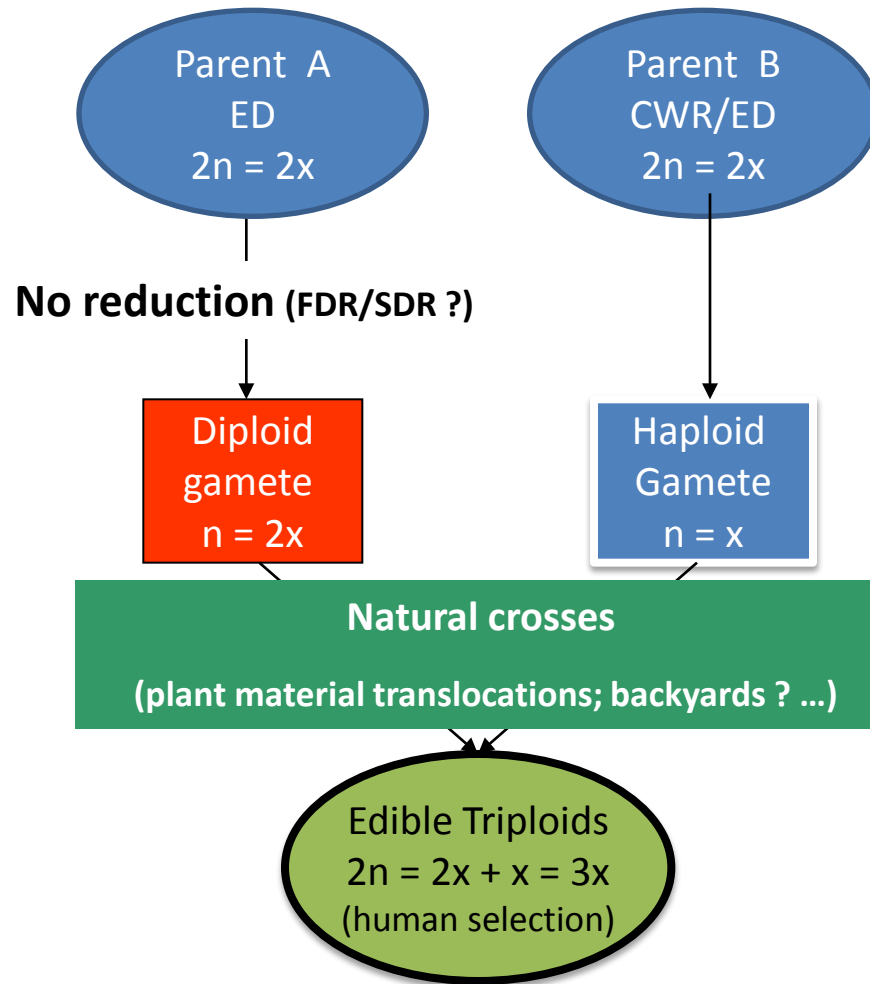 Parent A
ED
2n = 2x
Parent B
CWR/ED
2n = 2x
No reduction (FDR/SDR ?)
Diploid
gamete
n = 2x
Haploid
Gamete
n = x
Natural crosses
(plant material translocations; backyards ? ...)
Edible Triploids
2n = 2x + x = 3x
(human selection)